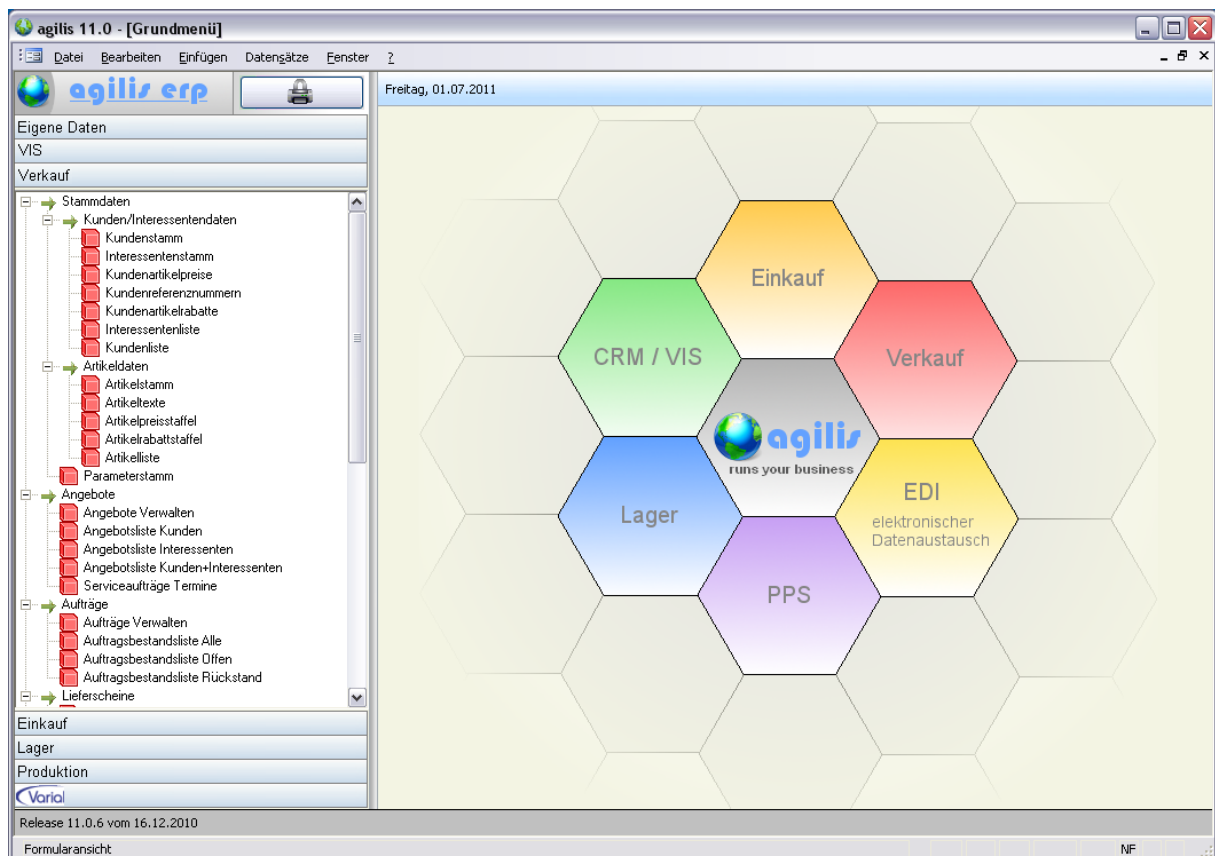 agilis 11.0 - [Grundmenü]
Datei Bearbeiten Einfügen Datensätze Fenster ?
agilis erp
Freitag, 01.07.2011
Eigene Daten
VIS
Verkauf
Stammdaten
Kunden/Interessentendaten
Kundenstamm
Interessentenstamm
Kundenartikelpreise
Kundenreferenznummern
Kundenartikelrabatte
Interessentenliste
Kundenliste
Artikeldaten
Artikelstamm
Artikeltexte
Artikelpreisstaffel
Artikelrabattstaffel
Artikelliste
Parameterstamm
Angebote
Angebote Verwalten
Angebotsliste Kunden
Angebotsliste Interessenten
Angebotsliste Kunden+Interessenten
Serviceaufträge Termine
Aufträge
Aufträge Verwalten
Auftragsbestandsliste Alle
Auftragsbestandsliste Offen
Auftragsbestandsliste Rückstand
Lieferscheine
Einkauf
Lager
Produktion
Varial
Einkauf
CRM / VIS
Verkauf
agilis
runs your business
Lager
EDI
elektronischer
Datenaustausch
PPS
Release 11.0.6 vom 16.12.2010
Formularansicht
NF